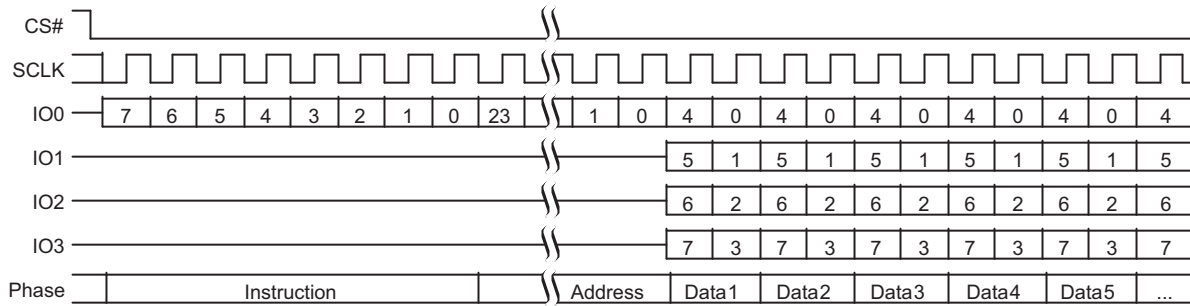 CS#
SCLK
IO0 7 6 5 4 3 2 1 0 23 1 0 4 0 4 0 4 0 4 0 4 0 4
IO1 5 1 5 1 5 1 5 1 5 1 5
IO2 6 2 6 2 6 2 6 2 6 2 6
IO3 7 3 7 3 7 3 7 3 7 3 7
Phase Instruction Address Data1 Data2 Data3 Data4 Data5 ...